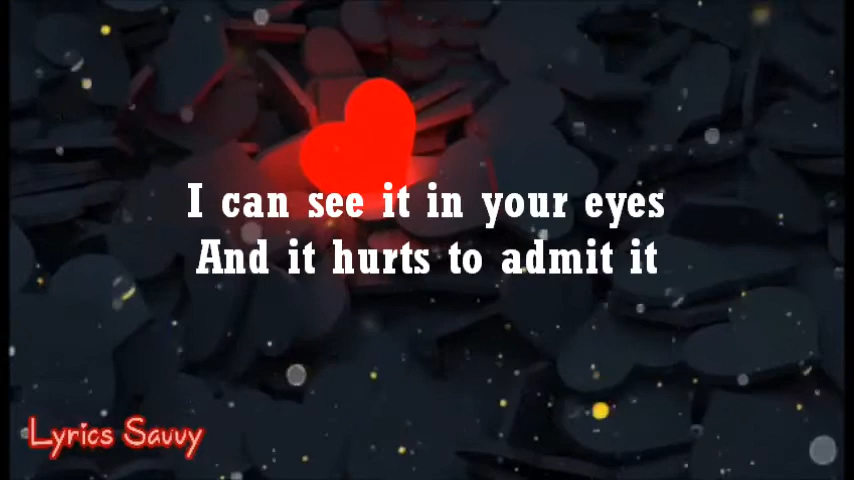 I can see it in your eyes
And it hurts to admit it
Lyrics Savvy